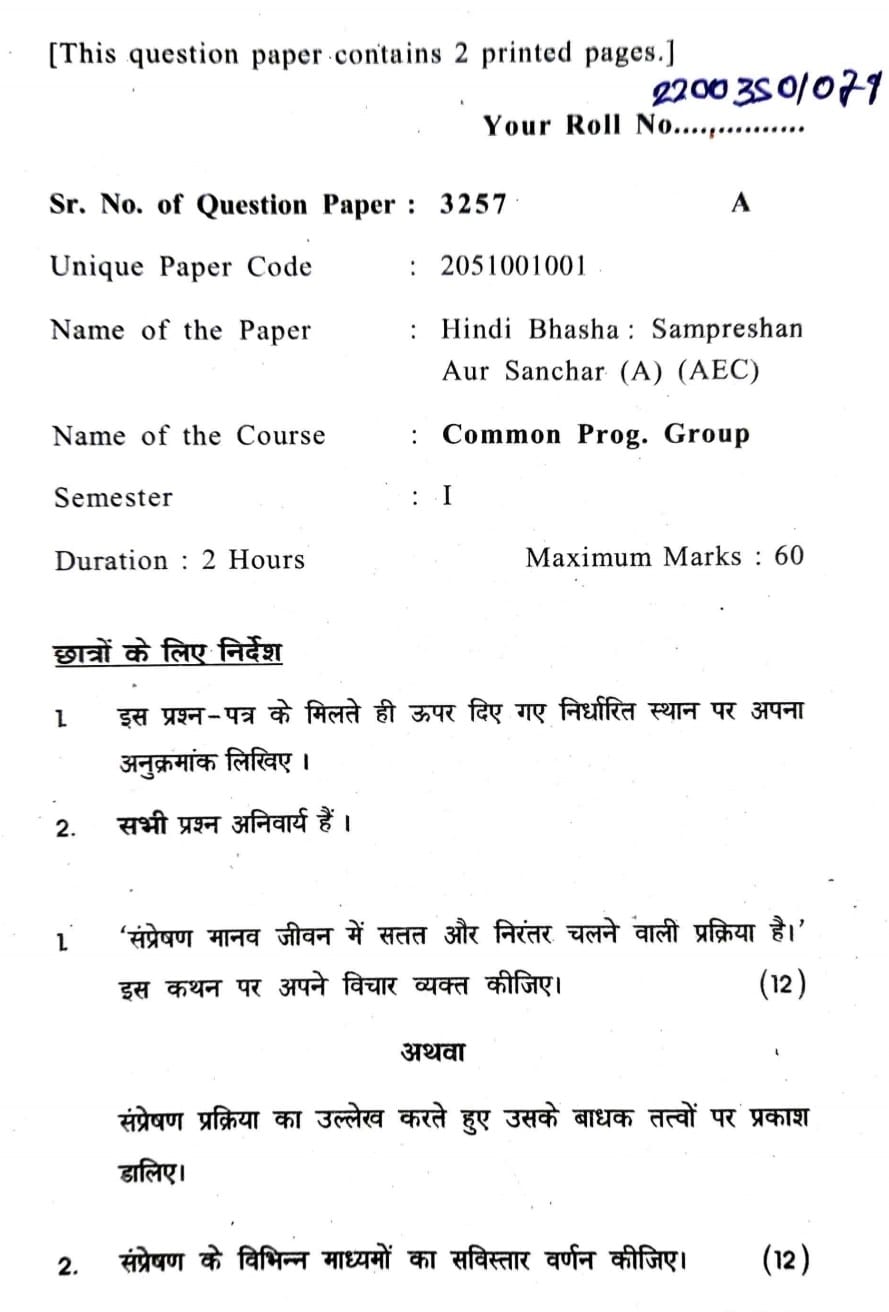 [This question paper contains 2 printed pages.]
2200350/079
Your Roll No................
Sr. No. of Question Paper : 3257 A
Unique Paper Code : 2051001001
Name of the Paper : Hindi Bhasha : Sampreshan
Aur Sanchar (A) (AEC)
Name of the Course : Common Prog. Group
Semester : I
Duration : 2 Hours Maximum Marks : 60
छात्रों के लिए निर्देश
1. इस प्रश्न-पत्र के मिलते ही ऊपर दिए गए निर्धारित स्थान पर अपना
अनुक्रमांक लिखिए ।
2. सभी प्रश्न अनिवार्य हैं ।
1. ‘संप्रेषण मानव जीवन में सतत और निरंतर चलने वाली प्रक्रिया है।’
इस कथन पर अपने विचार व्यक्त कीजिए। (12)
अथवा
संप्रेषण प्रक्रिया का उल्लेख करते हुए उसके बाधक तत्वों पर प्रकाश
डालिए।
2. संप्रेषण के विभिन्न माध्यमों का सविस्तार वर्णन कीजिए। (12)